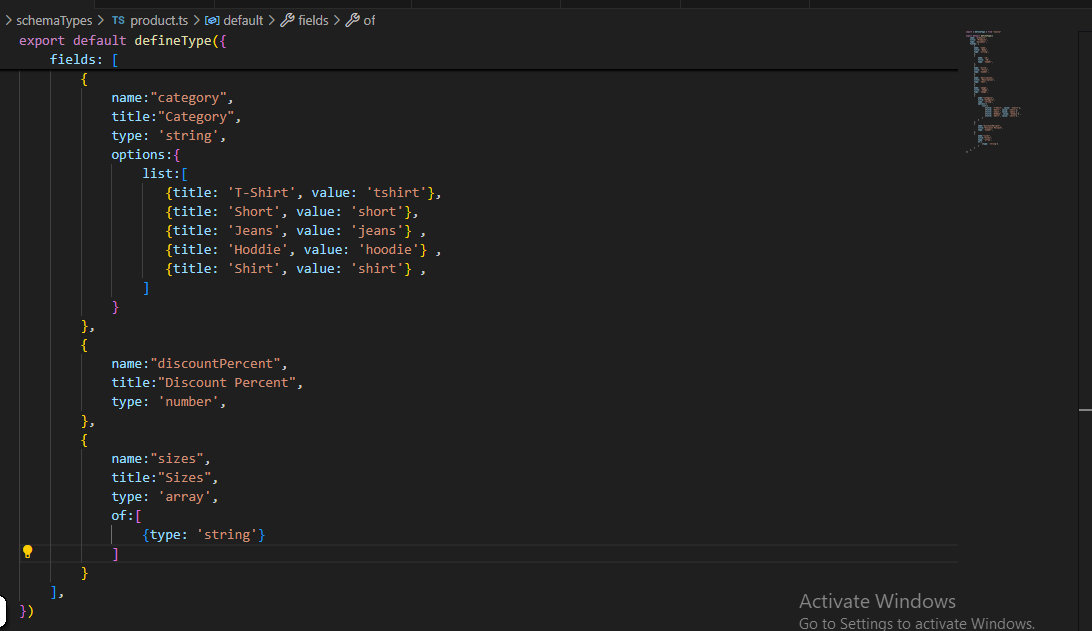 schemaTypes > TS product.ts > default > fields > of
export default defineType({
fields: [
{
name:"category",
title:"Category",
type: 'string',
options:{
list:[
{title: 'T-Shirt', value: 'tshirt'},
{title: 'Short', value: 'short'},
{title: 'Jeans', value: 'jeans'} ,
{title: 'Hoddie', value: 'hoodie'} ,
{title: 'Shirt', value: 'shirt'} ,
]
}
},
{
name:"discountPercent",
title:"Discount Percent",
type: 'number',
},
{
name:"sizes",
title:"Sizes",
type: 'array',
of:[
{type: 'string'}
]
}
],
})
Activate Windows
Go to Settings to activate Windows.